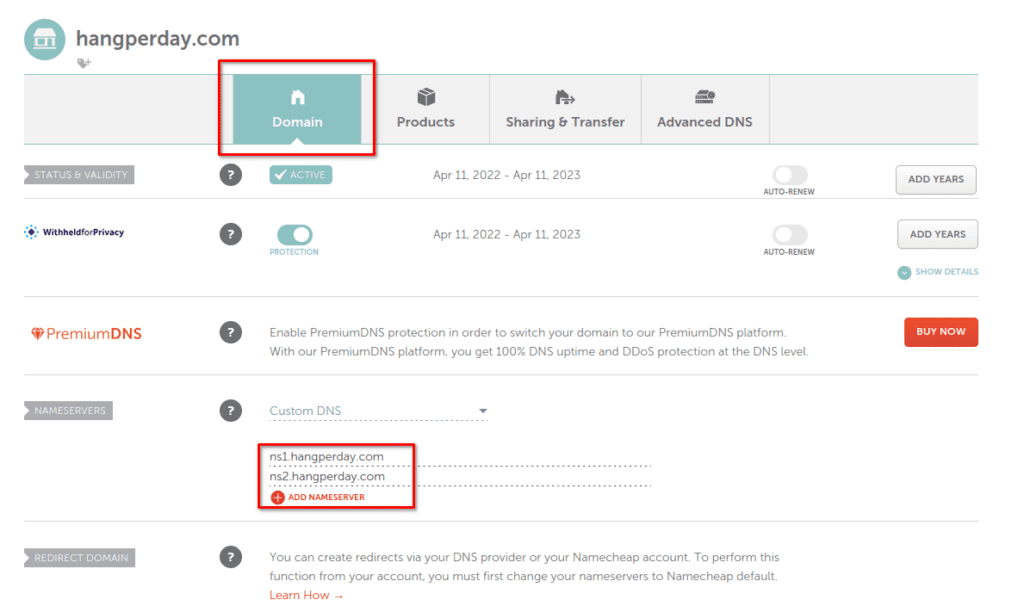 hangperday.com
Domain
Products
Sharing & Transfer
Advanced DNS
STATUS & VALIDITY
?
ACTIVE
Apr 11, 2022 - Apr 11, 2023
AUTO-RENEW
ADD YEARS
WithheldforPrivacy
?
PROTECTION
Apr 11, 2022 - Apr 11, 2023
AUTO-RENEW
ADD YEARS
SHOW DETAILS
PremiumDNS
?
Enable PremiumDNS protection in order to switch your domain to our PremiumDNS platform.
With our PremiumDNS platform, you get 100% DNS uptime and DDoS protection at the DNS level.
BUY NOW
NAMESERVERS
?
Custom DNS
ns1.hangperday.com
ns2.hangperday.com
ADD NAMESERVER
REDIRECT DOMAIN
?
You can create redirects via your DNS provider or your Namecheap account. To perform this
function from your account, you must first change your nameservers to Namecheap default.
Learn How →